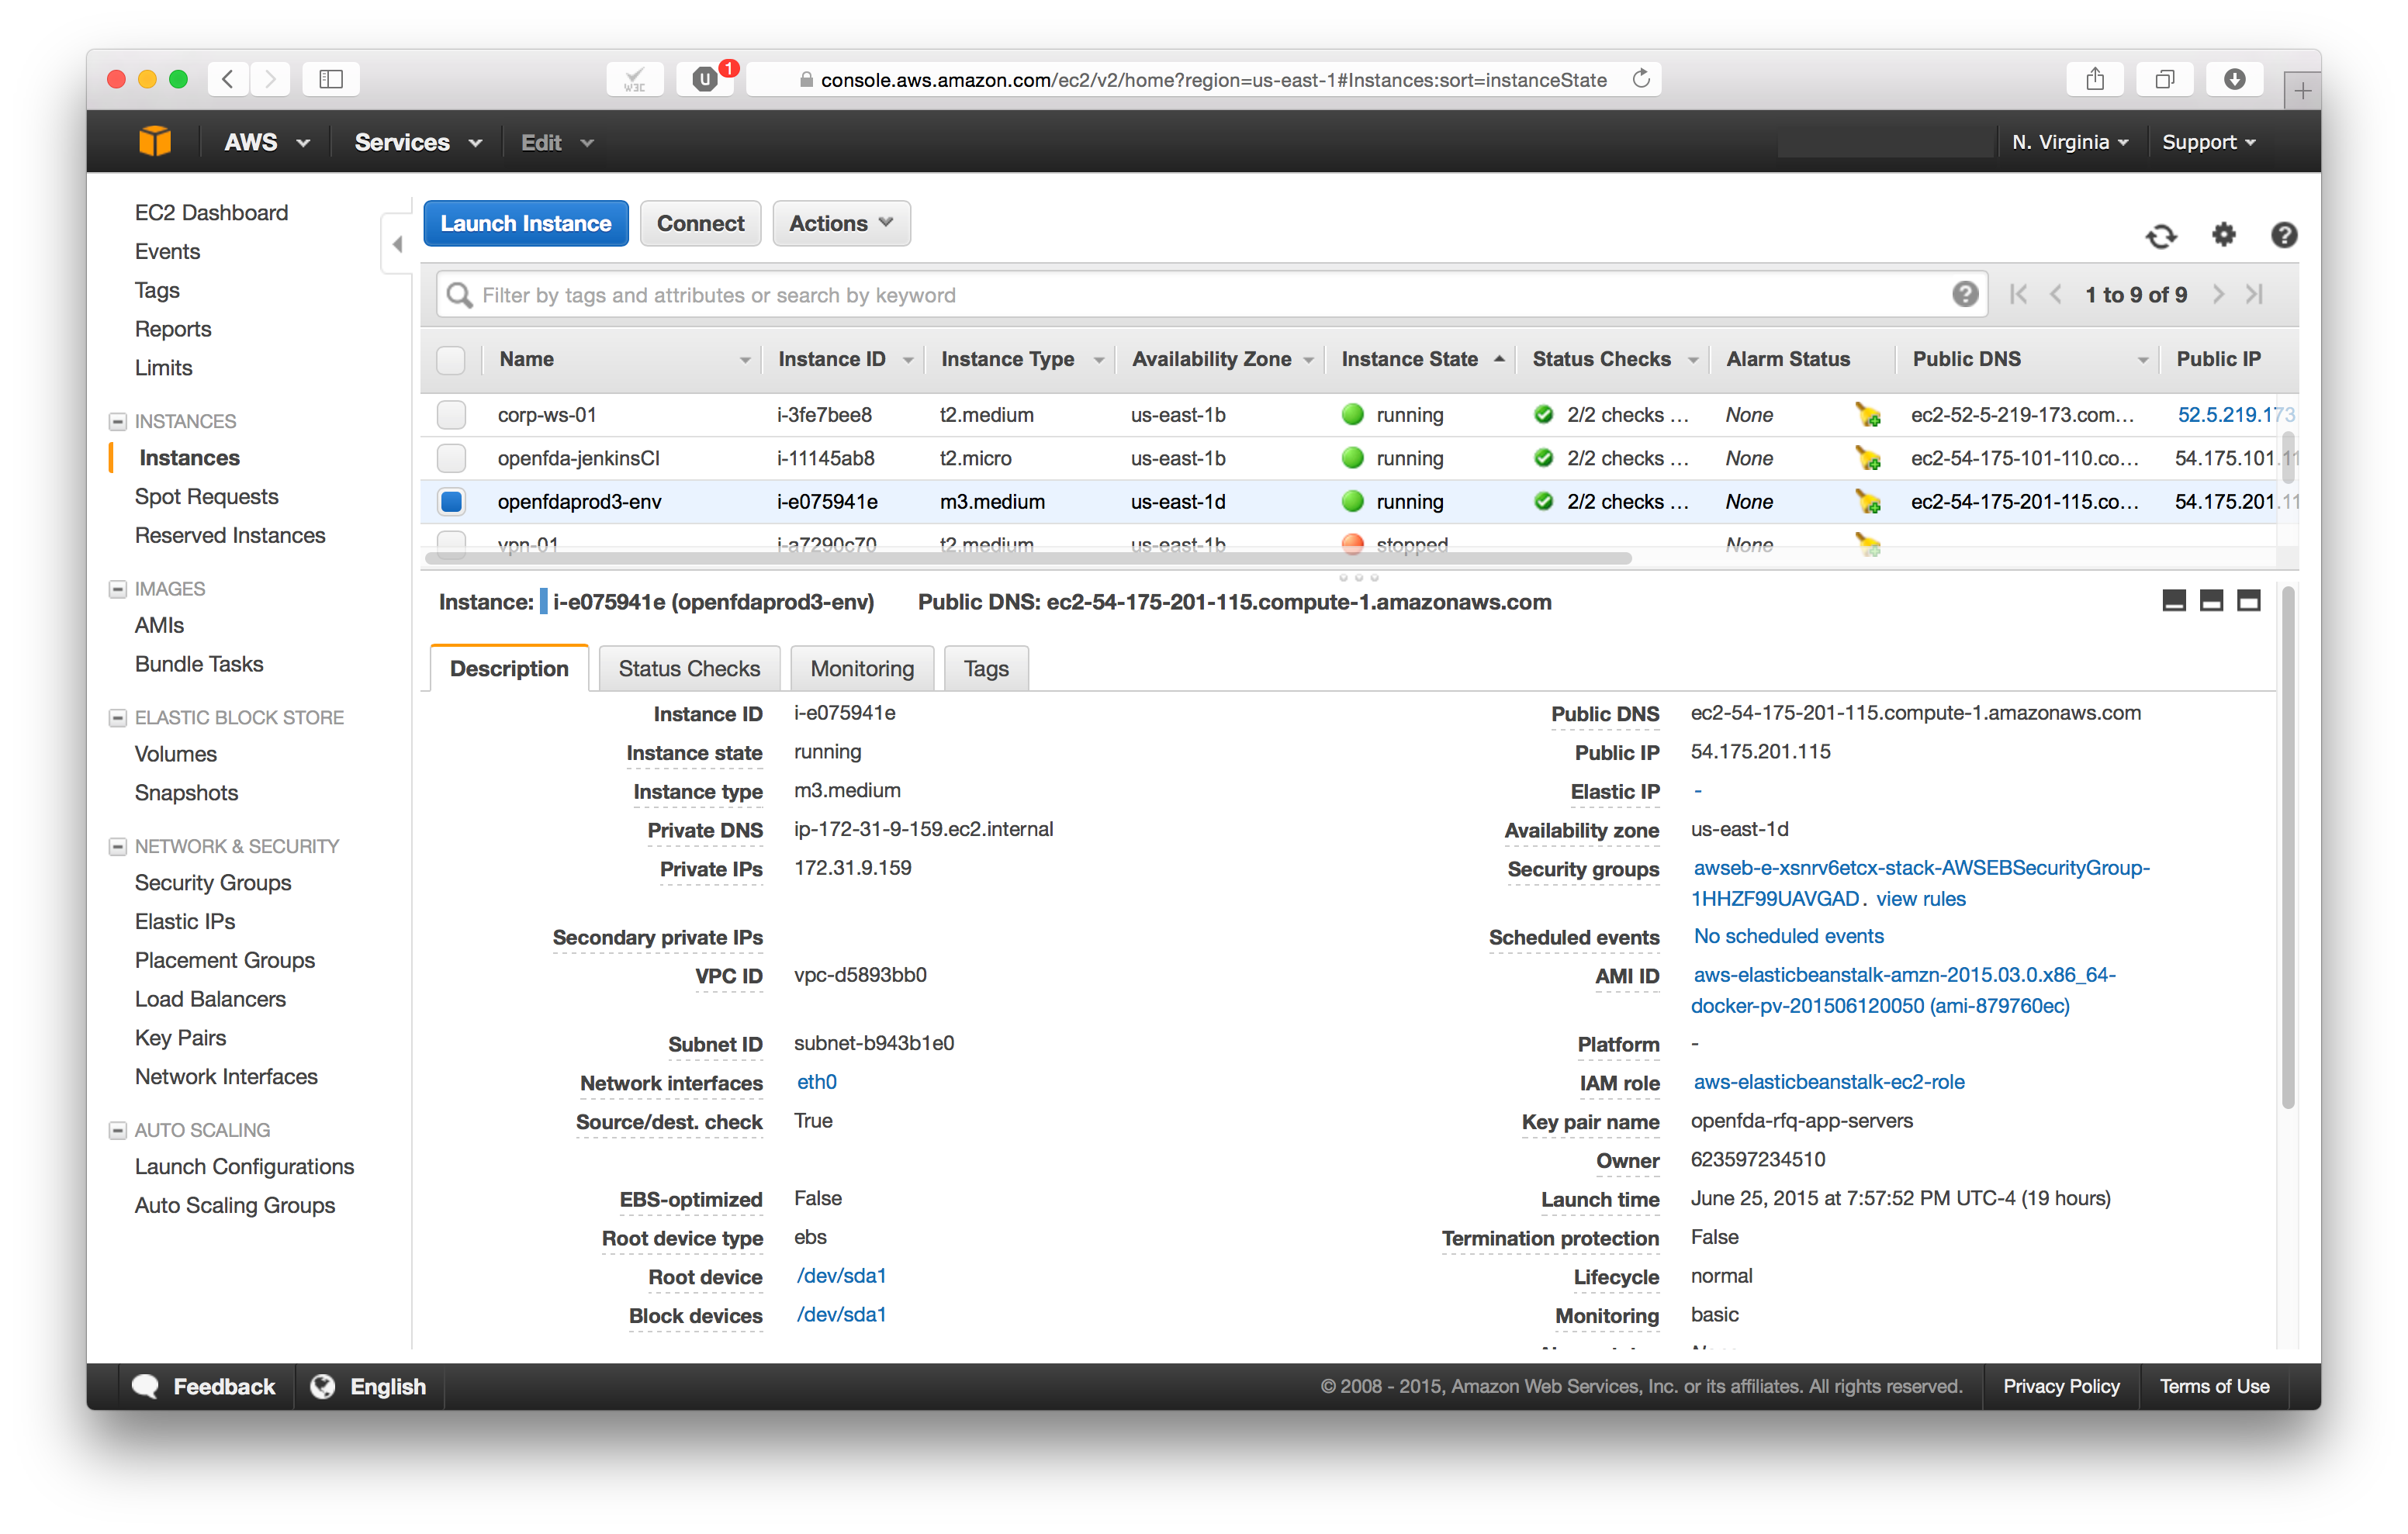 W3C
U
1
console.aws.amazon.com/ec2/v2/home?region=us-east-1#Instances:sort=instanceState
AWS Services Edit N. Virginia Support
EC2 Dashboard
Events
Tags
Reports
Limits
INSTANCES
Instances
Spot Requests
Reserved Instances
IMAGES
AMIs
Bundle Tasks
ELASTIC BLOCK STORE
Volumes
Snapshots
NETWORK & SECURITY
Security Groups
Elastic IPs
Placement Groups
Load Balancers
Key Pairs
Network Interfaces
AUTO SCALING
Launch Configurations
Auto Scaling Groups
Launch Instance Connect Actions
Filter by tags and attributes or search by keyword
1 to 9 of 9
Name Instance ID Instance Type Availability Zone Instance State Status Checks Alarm Status Public DNS Public IP
corp-ws-01 i-3fe7bee8 t2.medium us-east-1b running 2/2 checks ... None ec2-52-5-219-173.com... 52.5.219.173
openfda-jenkinsCI i-11145ab8 t2.micro us-east-1b running 2/2 checks ... None ec2-54-175-101-110.co... 54.175.101.11
openfdaprod3-env i-e075941e m3.medium us-east-1d running 2/2 checks ... None ec2-54-175-201-115.co... 54.175.201.11
vpn-01 i-a7290c70 t2.medium us-east-1b stopped None
Instance: i-e075941e (openfdaprod3-env) Public DNS: ec2-54-175-201-115.compute-1.amazonaws.com
Description Status Checks Monitoring Tags
Instance ID i-e075941e
Instance state running
Instance type m3.medium
Private DNS ip-172-31-9-159.ec2.internal
Private IPs 172.31.9.159
Secondary private IPs
VPC ID vpc-d5893bb0
Subnet ID subnet-b943b1e0
Network interfaces eth0
Source/dest. check True
EBS-optimized False
Root device type ebs
Root device /dev/sda1
Block devices /dev/sda1
Public DNS ec2-54-175-201-115.compute-1.amazonaws.com
Public IP 54.175.201.115
Elastic IP -
Availability zone us-east-1d
Security groups awseb-e-xsnrv6etcx-stack-AWSEBSecurityGroup-
1HHZF99UAVGAD. view rules
Scheduled events No scheduled events
AMI ID aws-elasticbeanstalk-amzn-2015.03.0.x86_64-
docker-pv-201506120050 (ami-879760ec)
Platform -
IAM role aws-elasticbeanstalk-ec2-role
Key pair name openfda-rfq-app-servers
Owner 623597234510
Launch time June 25, 2015 at 7:57:52 PM UTC-4 (19 hours)
Termination protection False
Lifecycle normal
Monitoring basic
Feedback English
© 2008 - 2015, Amazon Web Services, Inc. or its affiliates. All rights reserved. Privacy Policy Terms of Use